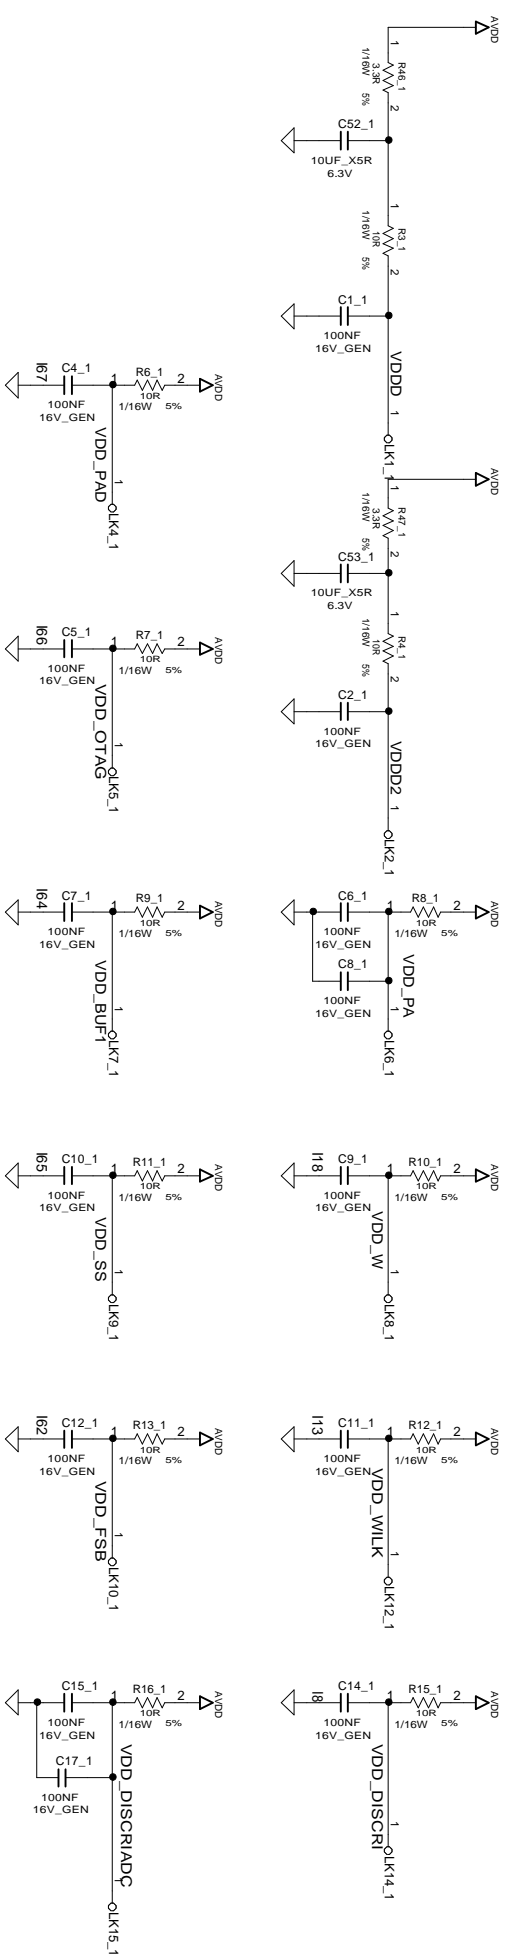 AVDD
1
R46_1
3.3R
1/16W
5%
2
C52_1
10UF_X5R
6.3V
1
R3_1
10R
1/16W
5%
2
C1_1
100NF
16V_GEN
VDDD
1
LK1_1
AVDD
1
R47_1
3.3R
1/16W
5%
2
C53_1
10UF_X5R
6.3V
1
R4_1
10R
1/16W
5%
2
C2_1
100NF
16V_GEN
VDDD2
1
LK2_1
I67
C4_1
100NF
16V_GEN
1
R6_1
2
10R
1/16W
5%
AVDD
VDD_PAD
1
LK4_1
I66
C5_1
100NF
16V_GEN
1
R7_1
2
10R
1/16W
5%
AVDD
VDD_OTAG
1
LK5_1
I64
C7_1
100NF
16V_GEN
1
R9_1
2
10R
1/16W
5%
AVDD
VDD_BUF1
1
LK7_1
C6_1
100NF
16V_GEN
C8_1
100NF
16V_GEN
1
R8_1
2
10R
1/16W
5%
AVDD
VDD_PA
1
LK6_1
I65
C10_1
100NF
16V_GEN
1
R11_1
2
10R
1/16W
5%
AVDD
VDD_SS
1
LK9_1
I18
C9_1
100NF
16V_GEN
1
R10_1
2
10R
1/16W
5%
AVDD
VDD_W
1
LK8_1
I62
C12_1
100NF
16V_GEN
1
R13_1
2
10R
1/16W
5%
AVDD
VDD_FSB
1
LK10_1
I13
C11_1
100NF
16V_GEN
1
R12_1
2
10R
1/16W
5%
AVDD
VDD_WILK
1
LK12_1
C15_1
100NF
16V_GEN
C17_1
100NF
16V_GEN
1
R16_1
2
10R
1/16W
5%
AVDD
VDD_DISCRIADC
1
LK15_1
I8
C14_1
100NF
16V_GEN
1
R15_1
2
10R
1/16W
5%
AVDD
VDD_DISCRI
1
LK14_1